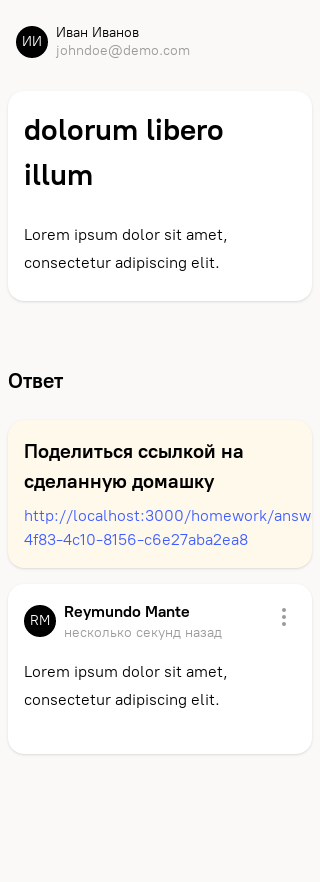 ИИ
Иван Иванов
johndoe@demo.com
dolorum libero
illum
Lorem ipsum dolor sit amet,
consectetur adipiscing elit.
Ответ
Поделиться ссылкой на
сделанную домашку
http://localhost:3000/homework/answ
4f83-4c10-8156-c6e27aba2ea8
RM
Reymundo Mante
несколько секунд назад
Lorem ipsum dolor sit amet,
consectetur adipiscing elit.